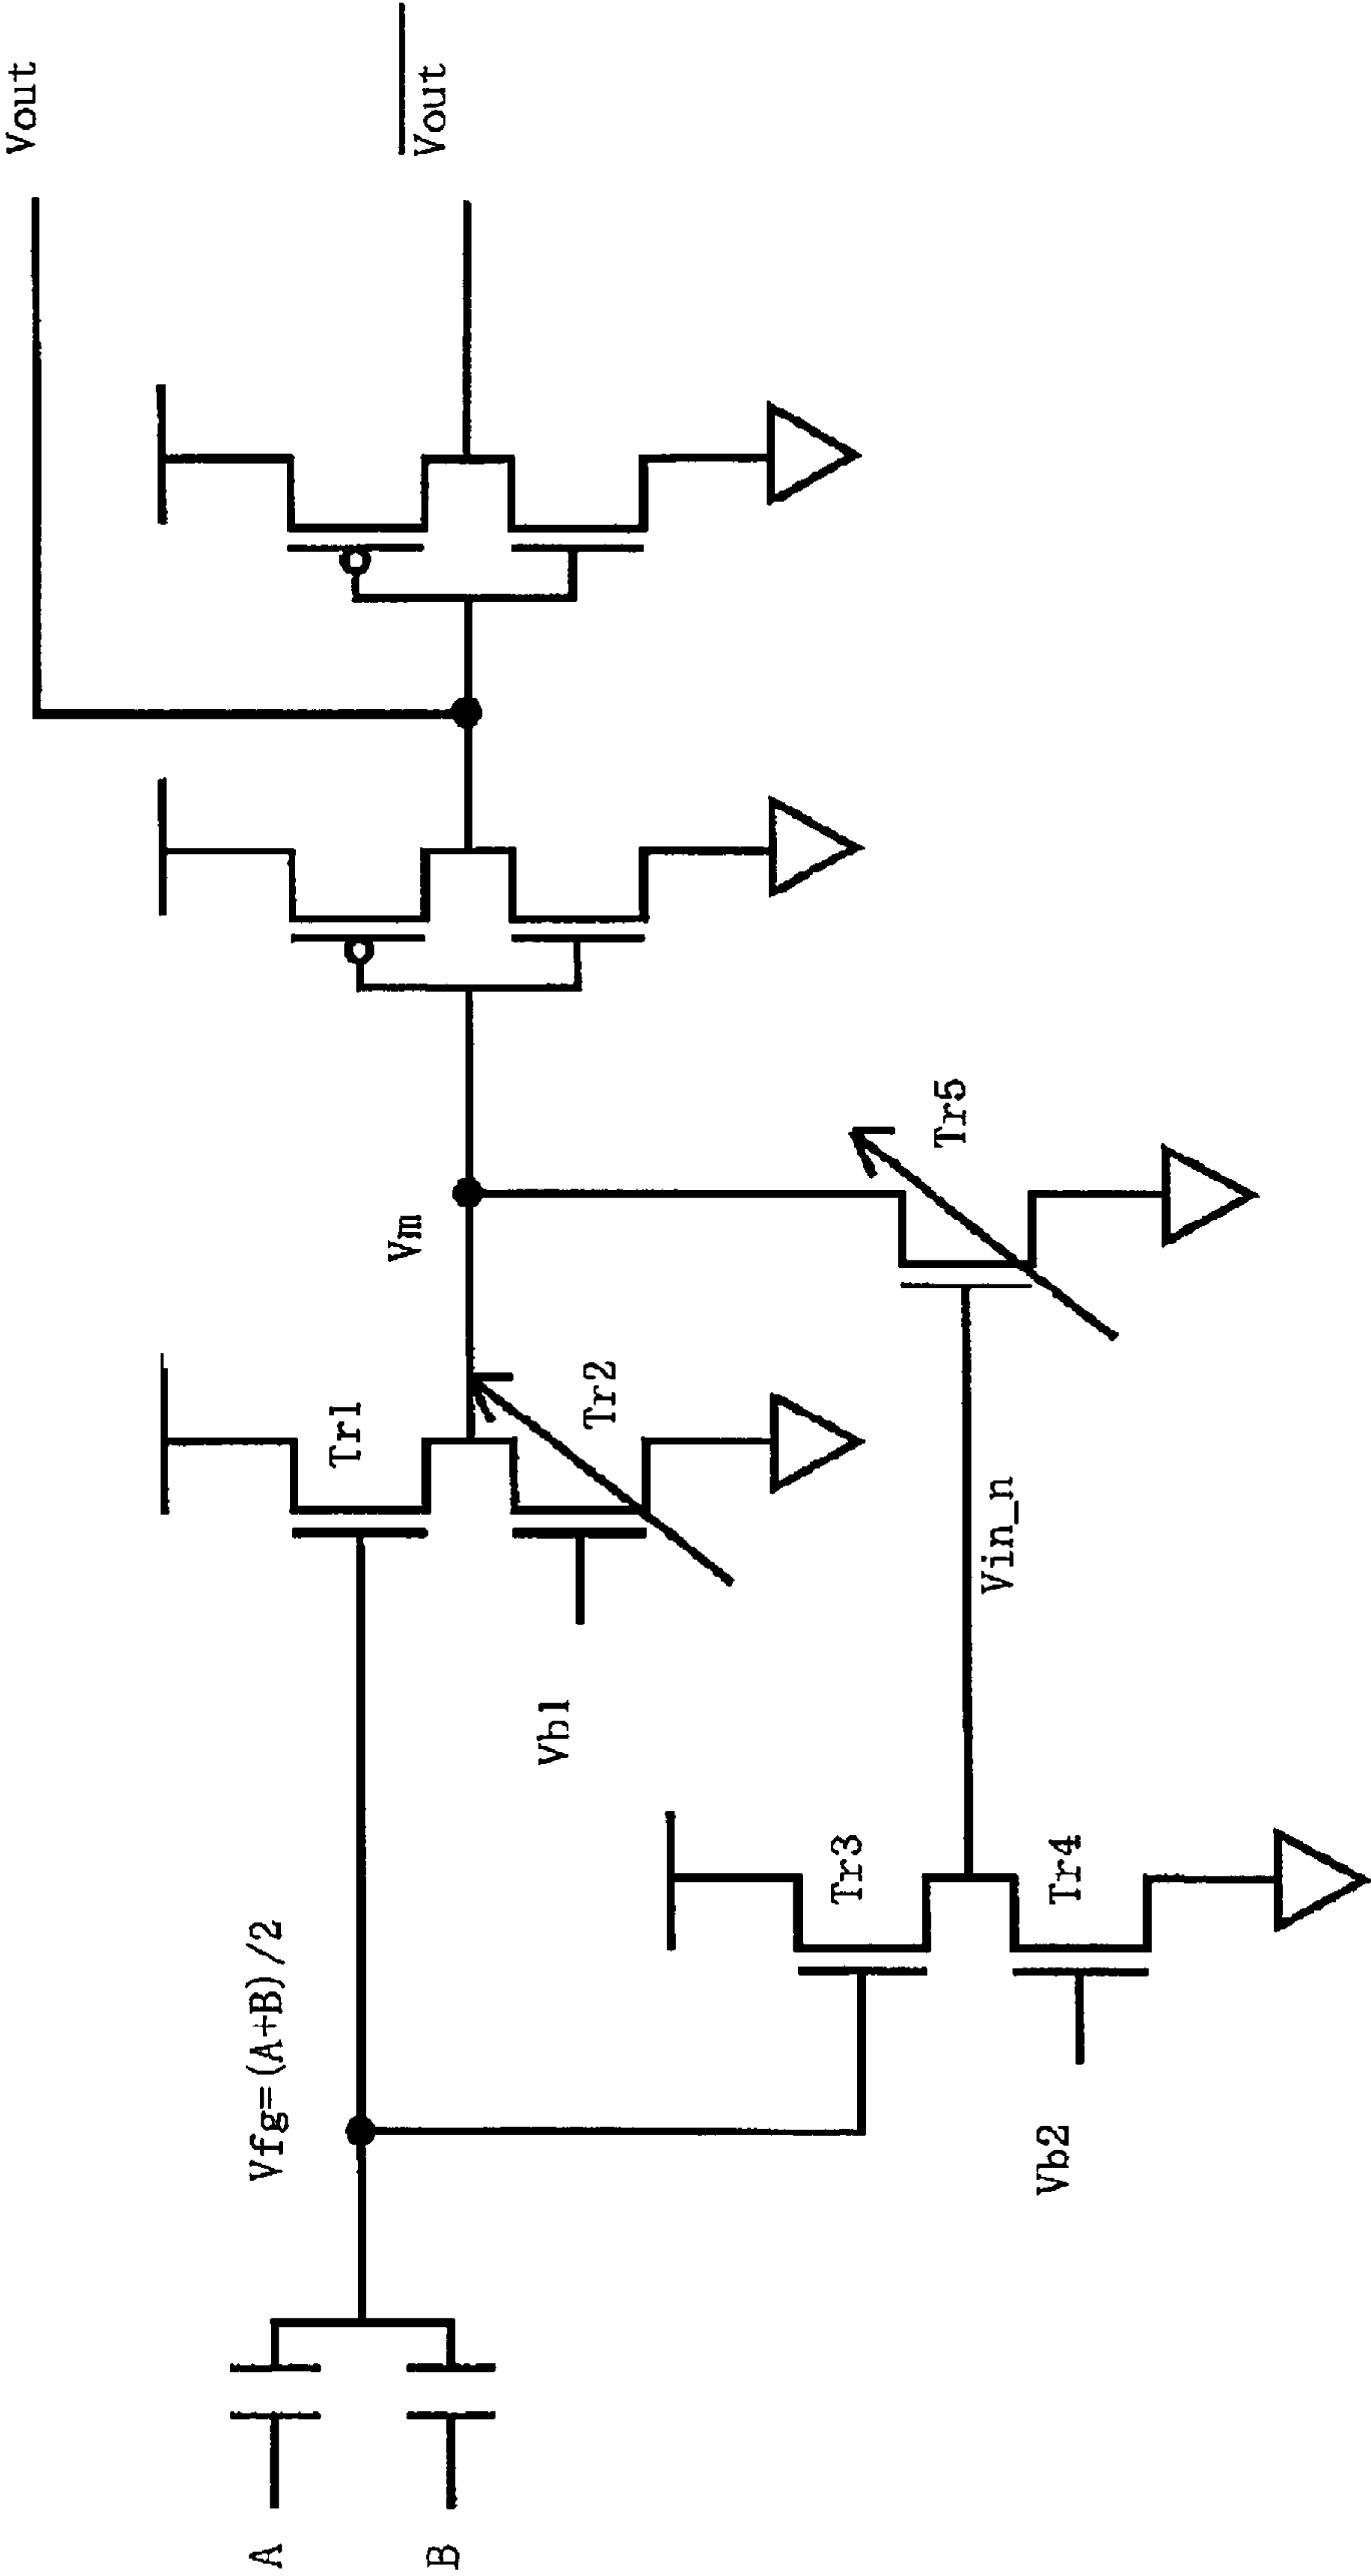 Vout
Vout
Vm
Tr1
Tr2
Tr5
Vb1
Vin_n
Vfg=(A+B)/2
Tr3
Tr4
Vb2
A
B